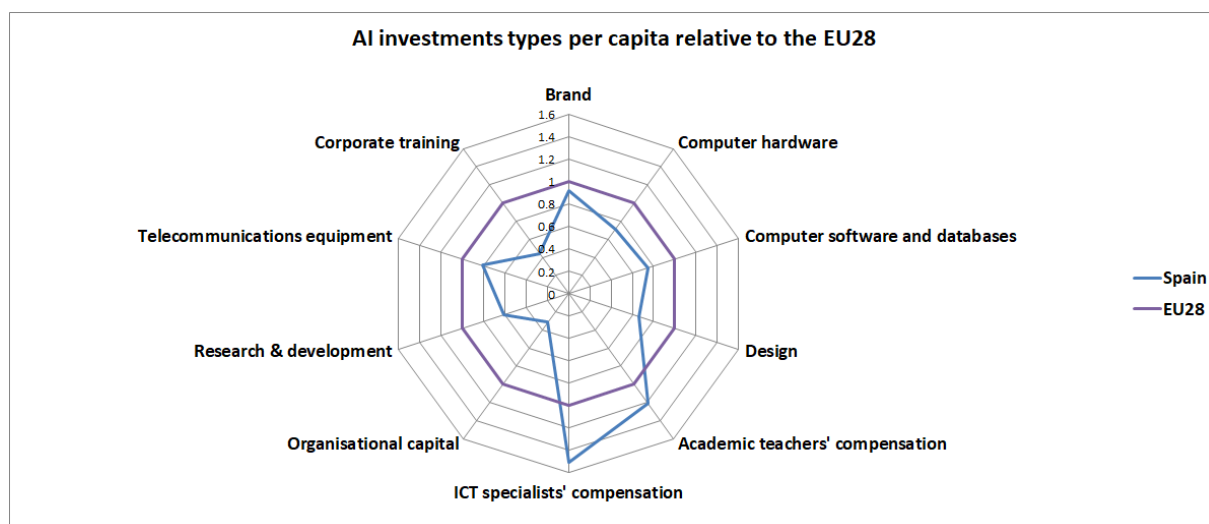 AI investments types per capita relative to the EU28
Brand
1.6
1.4
1.2
1
0.8
0.6
0.4
0.2
0
Corporate training
Computer hardware
Telecommunications equipment
Computer software and databases
Spain
EU28
Research & development
Design
Organisational capital
Academic teachers' compensation
ICT specialists' compensation